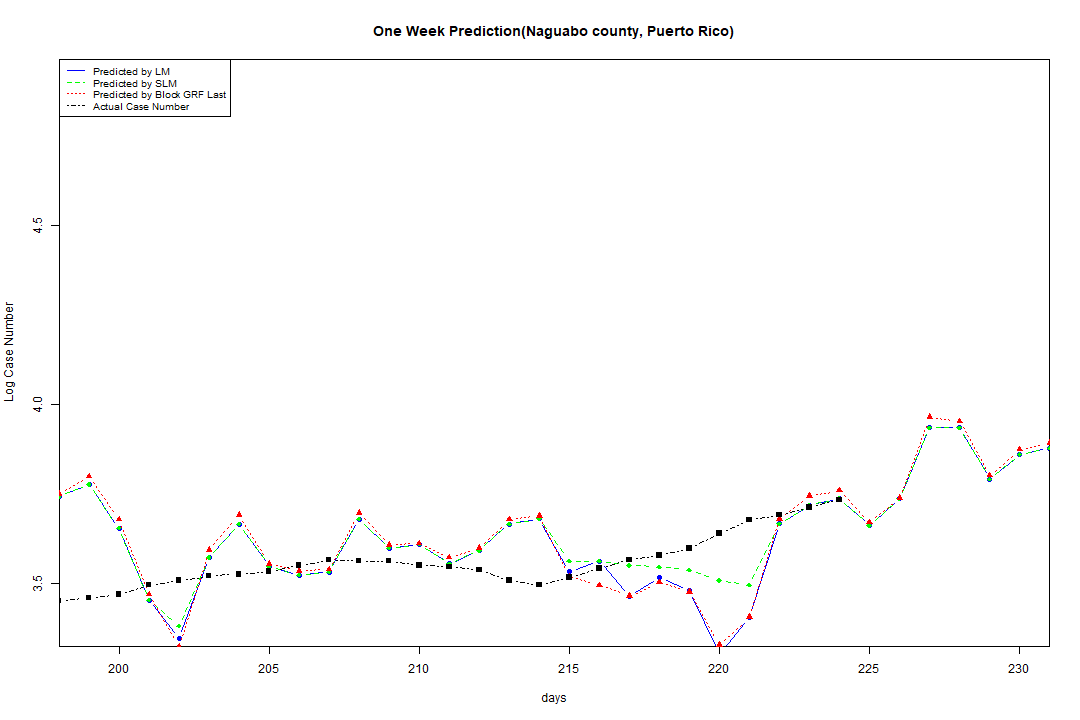 One Week Prediction(Naguabo county, Puerto Rico)
Predicted by LM
Predicted by SLM
Predicted by Block GRF Last
Actual Case Number
Log Case Number
4.5
4.0
3.5
200 205 210 215 220 225 230
days